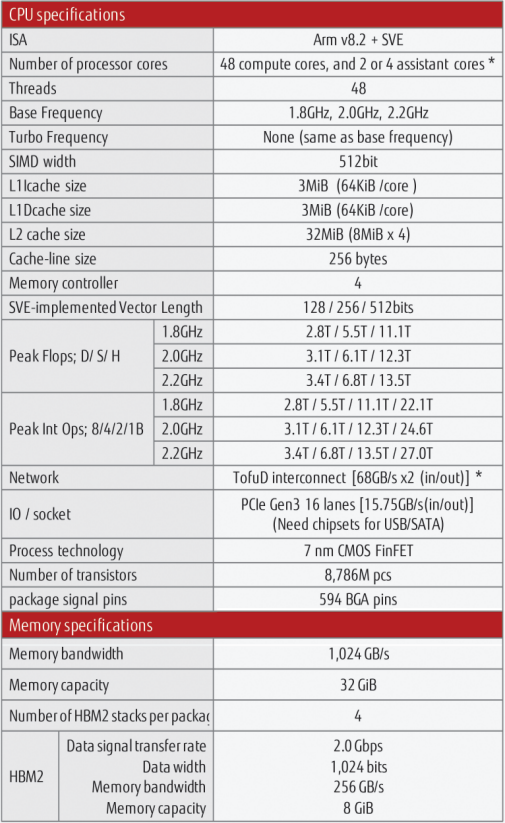 CPU specifications
ISA Arm v8.2 + SVE
Number of processor cores 48 compute cores, and 2 or 4 assistant cores *
Threads 48
Base Frequency 1.8GHz, 2.0GHz, 2.2GHz
Turbo Frequency None (same as base frequency)
SIMD width 512bit
L1Icache size 3MiB (64KiB /core )
L1Dcache size 3MiB (64KiB /core)
L2 cache size 32MiB (8MiB x 4)
Cache-line size 256 bytes
Memory controller 4
SVE-implemented Vector Length 128 / 256 / 512bits
1.8GHz 2.8T / 5.5T / 11.1T
Peak Flops; D/ S/ H 2.0GHz 3.1T / 6.1T / 12.3T
2.2GHz 3.4T / 6.8T / 13.5T
1.8GHz 2.8T / 5.5T / 11.1T / 22.1T
Peak Int Ops; 8/4/2/1B 2.0GHz 3.1T / 6.1T / 12.3T / 24.6T
2.2GHz 3.4T / 6.8T / 13.5T / 27.0T
Network TofuD interconnect [68GB/s x2 (in/out)] *
IO / socket PCIe Gen3 16 lanes [15.75GB/s(in/out)]
(Need chipsets for USB/SATA)
Process technology 7 nm CMOS FinFET
Number of transistors 8,786M pcs
package signal pins 594 BGA pins
Memory specifications
Memory bandwidth 1,024 GB/s
Memory capacity 32 GiB
Number of HBM2 stacks per packag 4
HBM2 Data signal transfer rate 2.0 Gbps
Data width 1,024 bits
Memory bandwidth 256 GB/s
Memory capacity 8 GiB